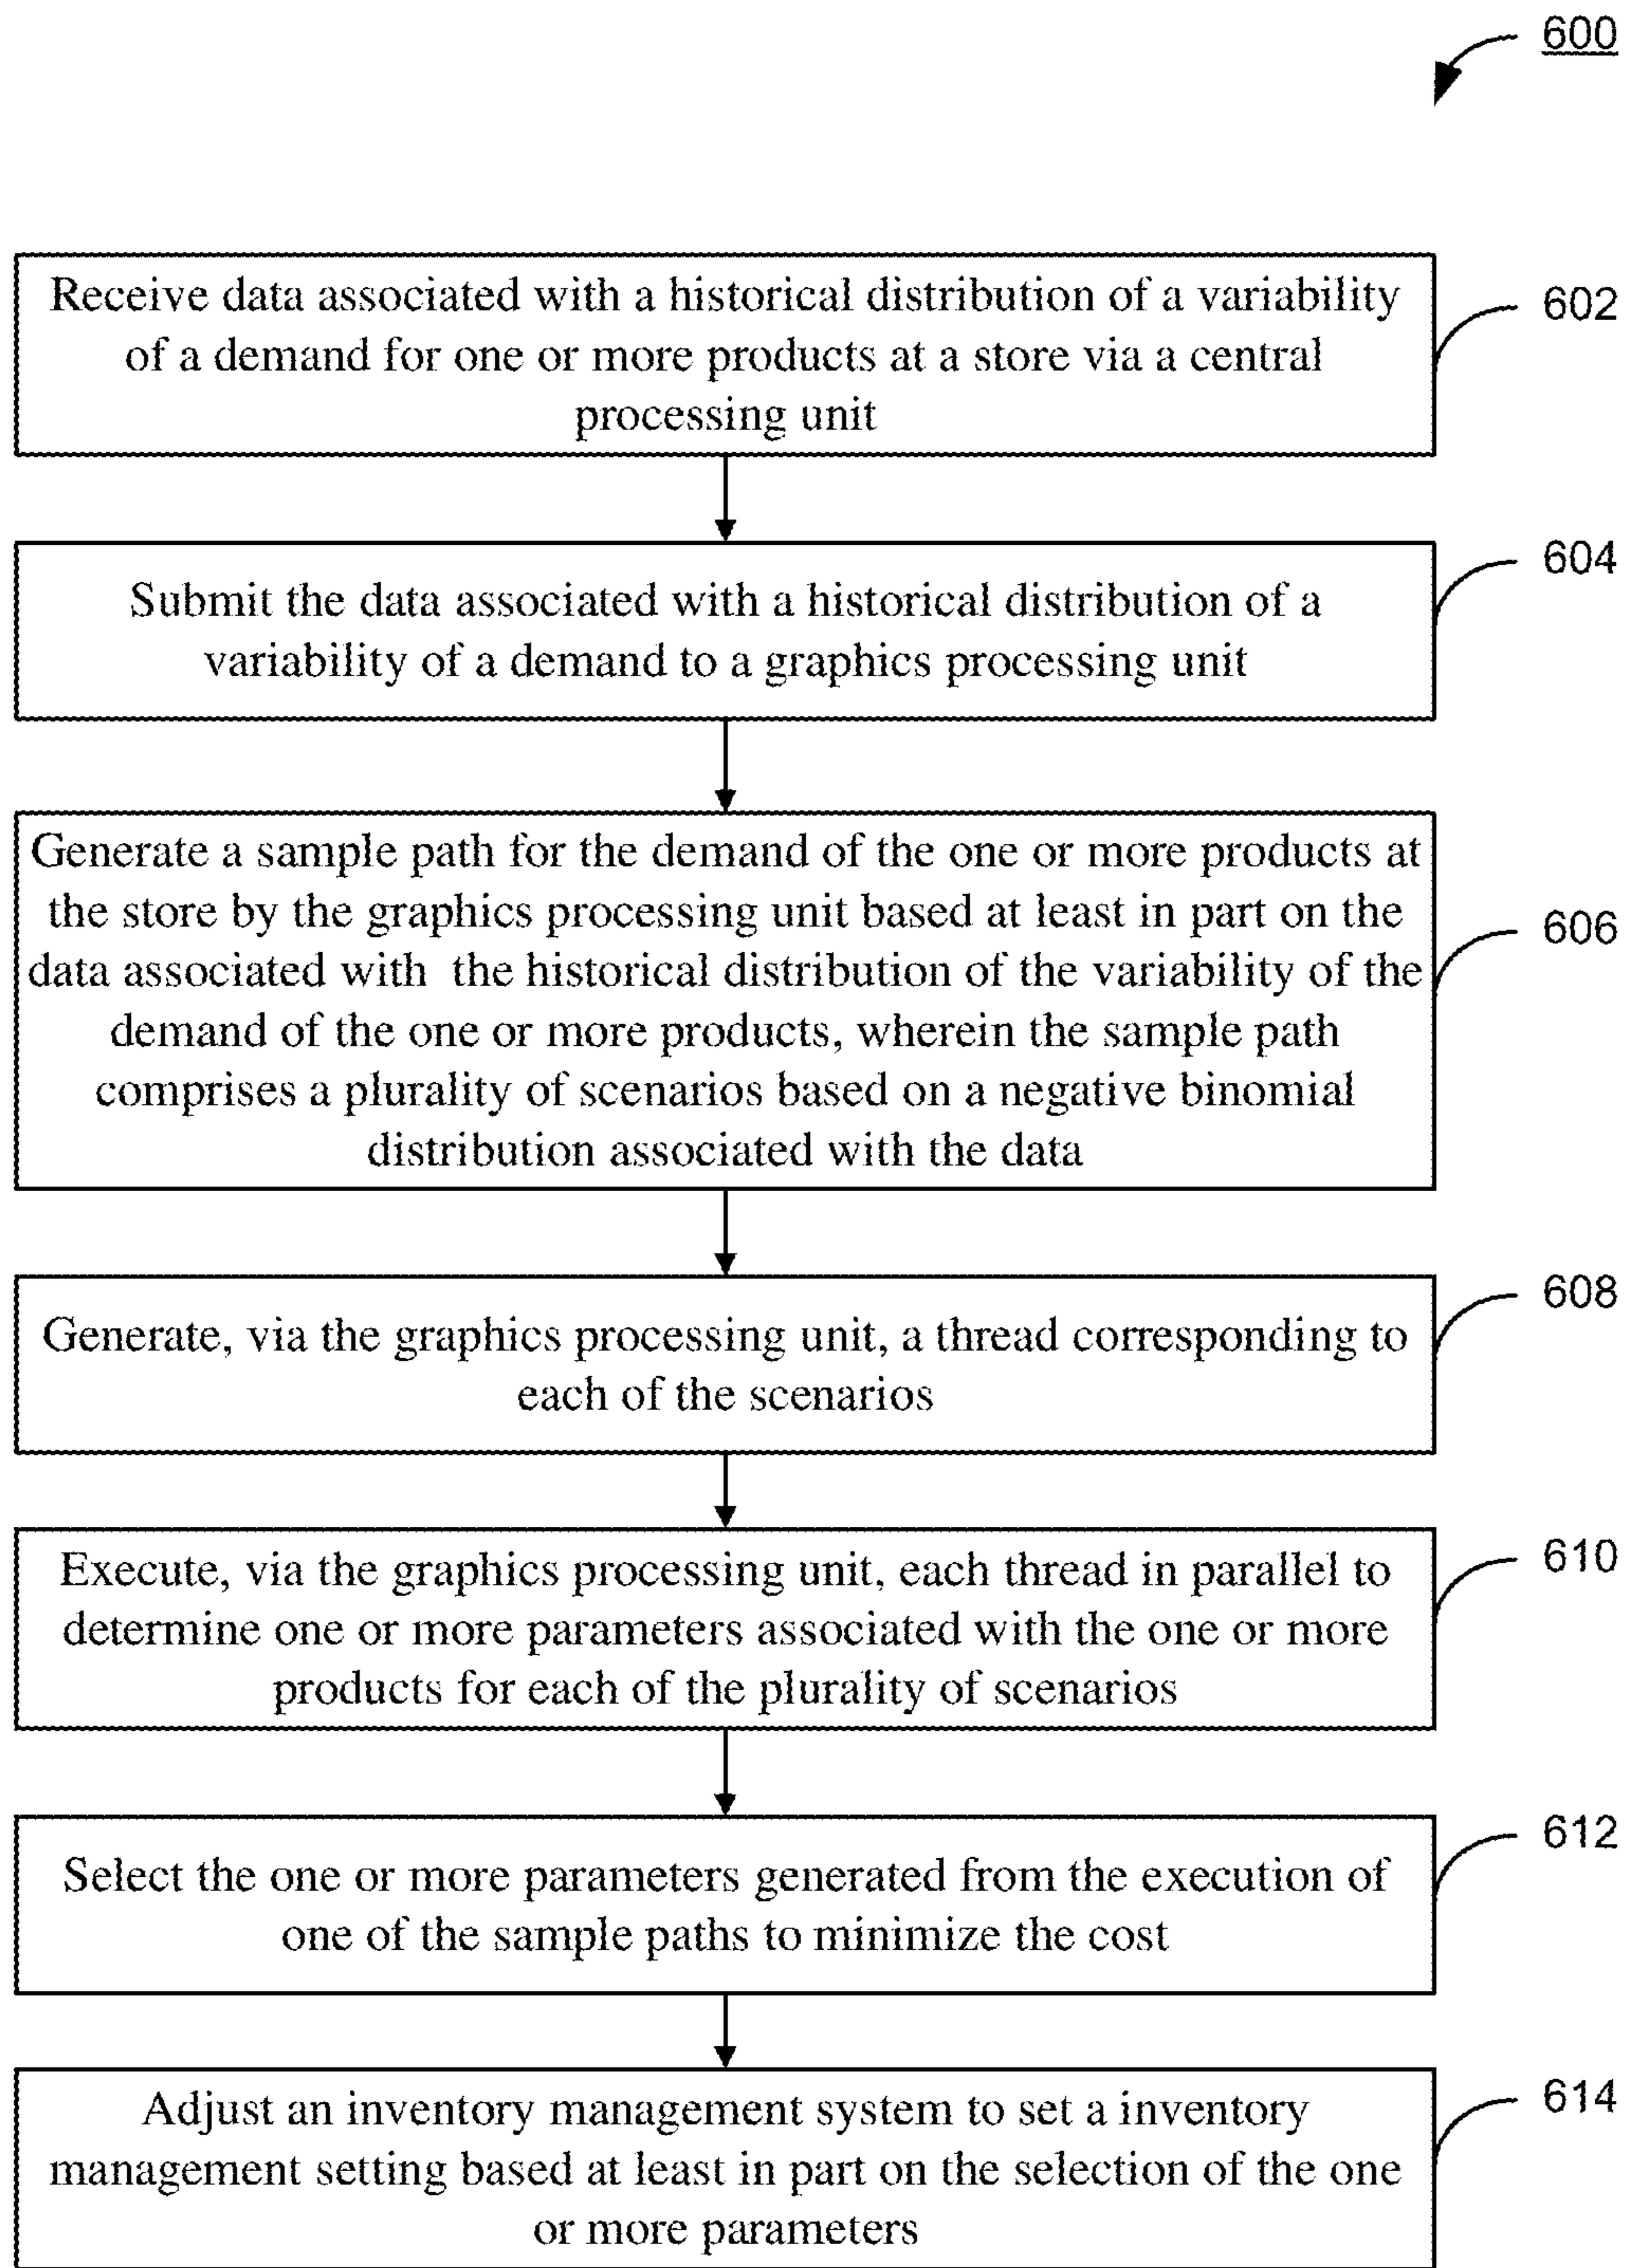 600
Receive data associated with a historical distribution of a variability
of a demand for one or more products at a store via a central
processing unit
602
Submit the data associated with a historical distribution of a
variability of a demand to a graphics processing unit
604
Generate a sample path for the demand of the one or more products at
the store by the graphics processing unit based at least in part on the
data associated with the historical distribution of the variability of the
demand of the one or more products, wherein the sample path
comprises a plurality of scenarios based on a negative binomial
distribution associated with the data
606
Generate, via the graphics processing unit, a thread corresponding to
each of the scenarios
608
Execute, via the graphics processing unit, each thread in parallel to
determine one or more parameters associated with the one or more
products for each of the plurality of scenarios
610
Select the one or more parameters generated from the execution of
one of the sample paths to minimize the cost
612
Adjust an inventory management system to set a inventory
management setting based at least in part on the selection of the one
or more parameters
614